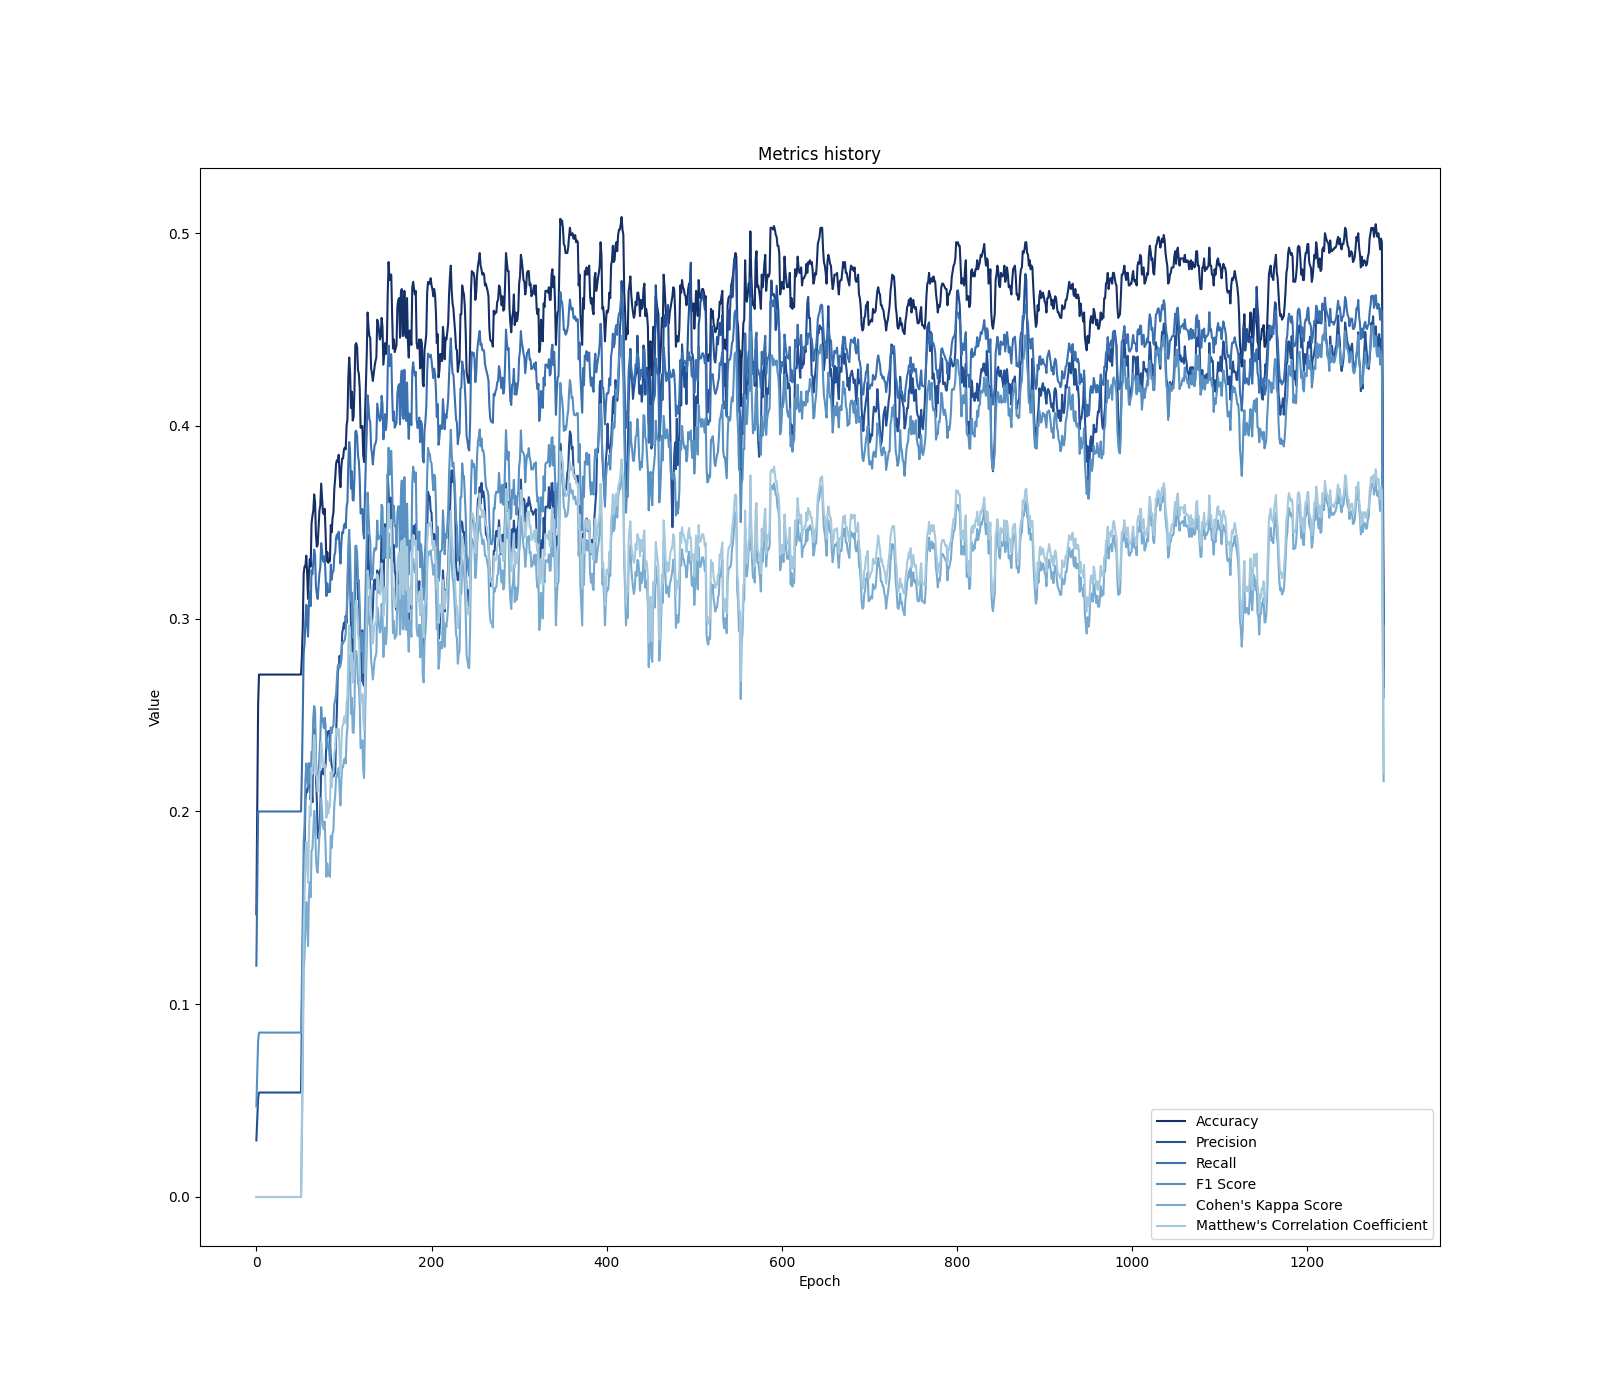 Metrics history
0.5
0.4
0.3
0.2
0.1
0.0
Value
0 200 400 600 800 1000 1200
Epoch
Accuracy
Precision
Recall
F1 Score
Cohen's Kappa Score
Matthew's Correlation Coefficient